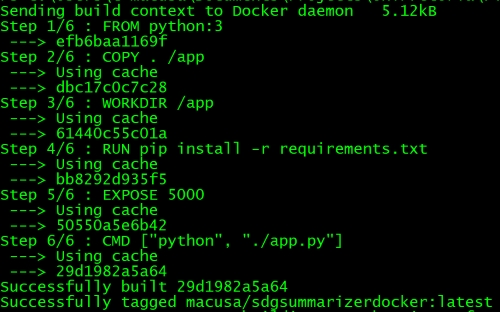 Sending build context to Docker daemon 5.12kB
Step 1/6 : FROM python:3
---> efb6baa1169f
Step 2/6 : COPY . /app
---> Using cache
---> dbc17c0c7c28
Step 3/6 : WORKDIR /app
---> Using cache
---> 61440c55c01a
Step 4/6 : RUN pip install -r requirements.txt
---> Using cache
---> bb8292d935f5
Step 5/6 : EXPOSE 5000
---> Using cache
---> 50550a5e6b42
Step 6/6 : CMD ["python", "./app.py"]
---> Using cache
---> 29d1982a5a64
Successfully built 29d1982a5a64
Successfully tagged macusa/sdgsummarizerdocker:latest